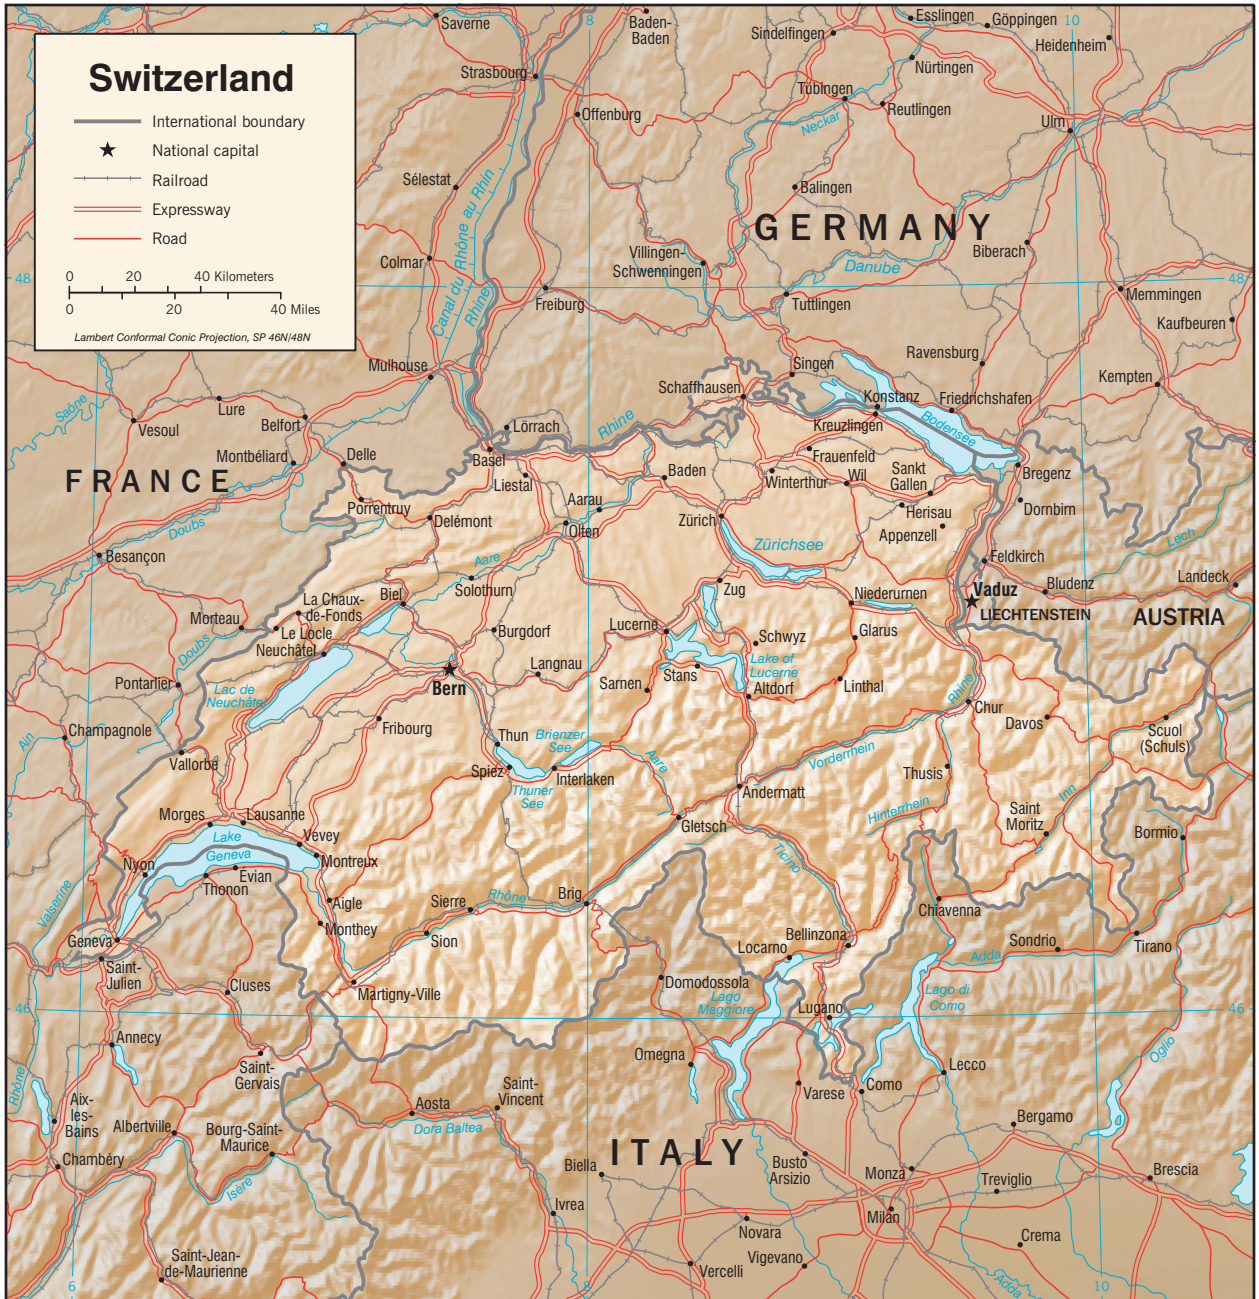 Switzerland
International boundary
National capital
Railroad
Expressway
Road
0 20 40 Kilometers
0 20 40 Miles
Lambert Conformal Conic Projection, SP 46N/48N
6
8
10
Saverne
Baden-
Baden
Sindelfingen
Esslingen
Göppingen
Heidenheim
Strasbourg
Nürtingen
Tübingen
Reutlingen
Offenburg
Neckar
Ulm
Sélestat
Balingen
Canal du Rhône au Rhin
GERMANY
Colmar
Villingen-
Schwenningen
Biberach
Danube
48
48
Rhine
Freiburg
Tuttlingen
Memmingen
Kaufbeuren
Mulhouse
Singen
Ravensburg
Kempten
Schaffhausen
Konstanz
Friedrichshafen
Saône
Lure
Vesoul
Belfort
Lörrach
Rhine
Kreuzlingen
Bodensee
Montbéliard
Delle
Basel
Frauenfeld
FRANCE
Liestal
Baden
Winterthur
Wil
Sankt
Gallen
Bregenz
Porrentruy
Aarau
Herisau
Dornbirn
Doubs
Delémont
Olten
Zürich
Appenzell
Besançon
Aare
Zürichsee
Lech
Feldkirch
Solothurn
Zug
Niederurnen
Vaduz
Bludenz
Landeck
La Chaux-
de-Fonds
Biel
LIECHTENSTEIN
AUSTRIA
Morteau
Le Locle
Burgdorf
Lucerne
Schwyz
Glarus
Doubs
Neuchâtel
Langnau
Lake of
Lucerne
Stans
Pontarlier
Lac de
Neuchâtel
Bern
Sarnen
Altdorf
Linthal
Rhine
Chur
Davos
Scuol
(Schuls)
Champagnole
Ain
Fribourg
Thun
Brienzer
See
Aare
Vallorbe
Vorderrhein
Spiez
Interlaken
Thusis
Thuner
See
Andermatt
Inn
Hinterrhein
Saint
Moritz
Bormio
Morges
Lausanne
Gletsch
Vevey
Lake
Geneva
Montreux
Ticino
Nyon
Évian
Thonon
Valserine
Aigle
Sierre
Rhône
Brig
Chiavenna
Monthey
Geneva
Sion
Bellinzona
Locarno
Sondrio
Tirano
Adda
Saint-
Julien
Cluses
Martigny-Ville
Domodossola
Lago
Maggiore
Lago di
Como
46
46
Lugano
Annecy
Omegna
Oglio
Saint-
Gervais
Lecco
Rhône
Saint-
Vincent
Varese
Como
Aix-
les-
Bains
Aosta
Dora Baltea
Bergamo
Albertville
Bourg-Saint-
Maurice
ITALY
Chambéry
Biella
Busto
Arsizio
Monza
Treviglio
Brescia
Isere
Ivrea
Milan
Novara
Crema
Saint-Jean-
de-Maurienne
Vercelli
Vigevano
Adda
6
8
10